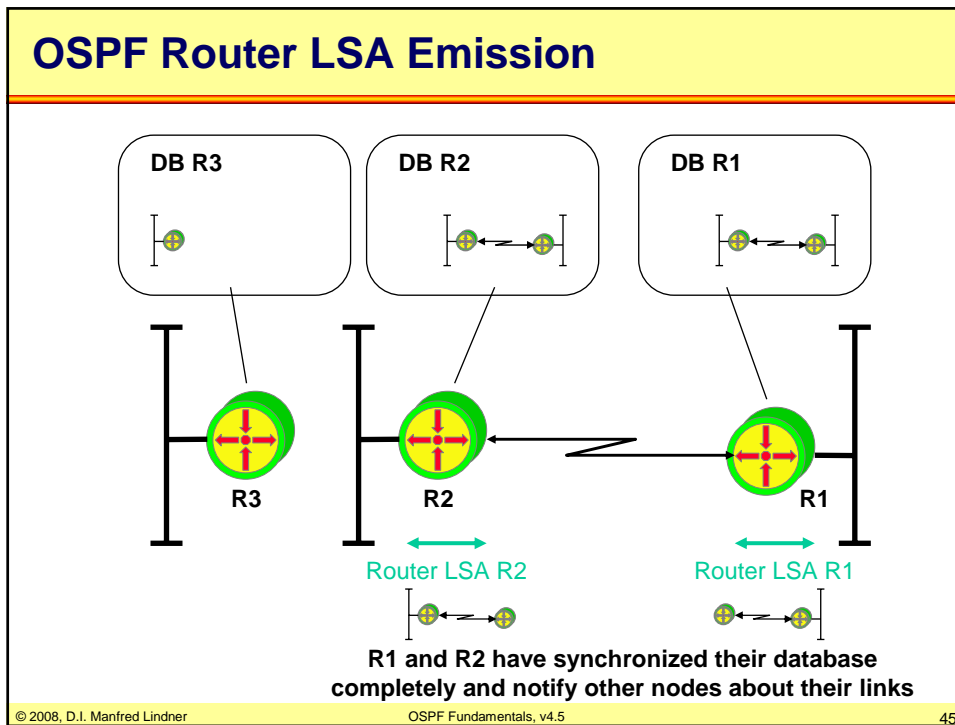 OSPF Router LSA Emission
DB R3
DB R2
DB R1
R3
R2
R1
Router LSA R2
Router LSA R1
R1 and R2 have synchronized their database
completely and notify other nodes about their links
© 2008, D.I. Manfred Lindner
OSPF Fundamentals, v4.5
45